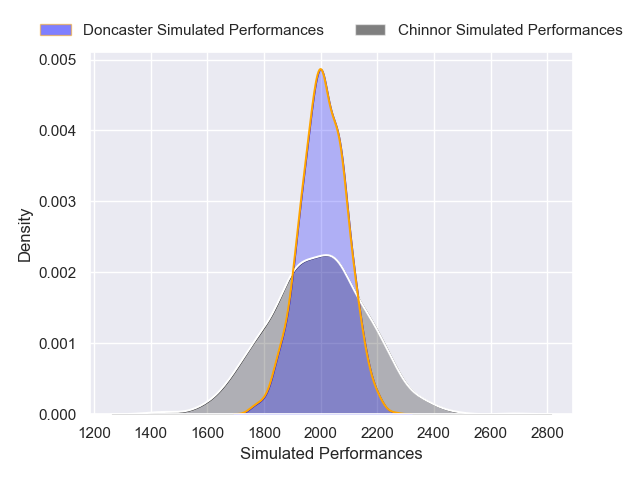 Doncaster Simulated Performances Chinnor Simulated Performances
0.005
0.004
0.003
0.002
0.001
0.000
Density
1200 1400 1600 1800 2000 2200 2400 2600 2800
Simulated Performances